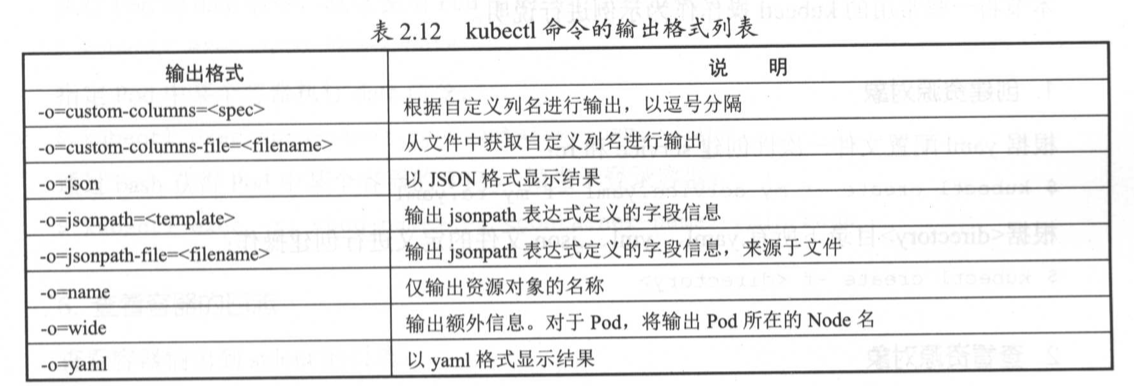 表 2.12 kubectl 命令的输出格式列表
输出格式 说 明
-o=custom-columns=<spec> 根据自定义列名进行输出，以逗号分隔
-o=custom-columns-file=<filename> 从文件中获取自定义列名进行输出
-o=json 以 JSON 格式显示结果
-o=jsonpath=<template> 输出 jsonpath 表达式定义的字段信息
-o=jsonpath-file=<filename> 输出 jsonpath 表达式定义的字段信息，来源于文件
-o=name 仅输出资源对象的名称
-o=wide 输出额外信息。对于 Pod，将输出 Pod 所在的 Node 名
-o=yaml 以 yaml 格式显示结果